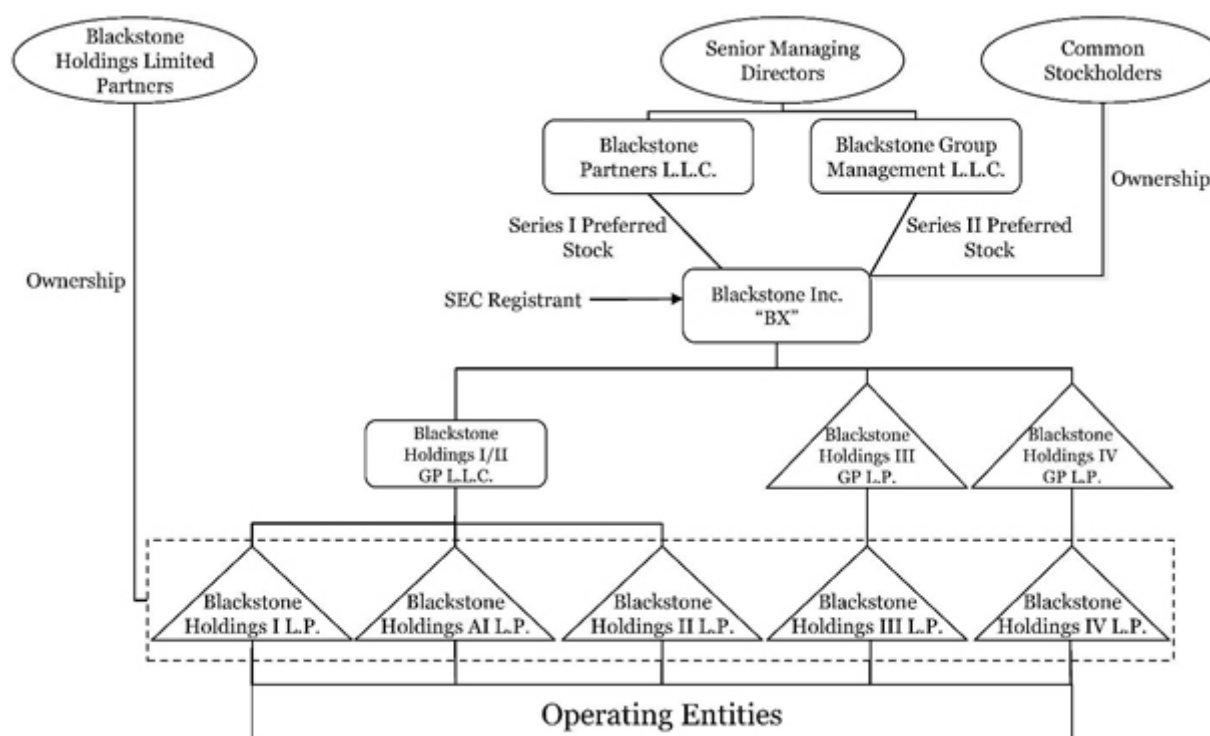 Blackstone
Holdings Limited
Partners
Senior Managing
Directors
Common
Stockholders
Blackstone
Partners L.L.C.
Blackstone Group
Management L.L.C.
Ownership
Series I Preferred
Stock
Series II Preferred
Stock
Ownership
SEC Registrant
Blackstone Inc.
“BX”
Blackstone
Holdings I/II
GP L.L.C.
Blackstone
Holdings III
GP L.P.
Blackstone
Holdings IV
GP L.P.
Blackstone
Holdings I L.P.
Blackstone
Holdings AI L.P.
Blackstone
Holdings II L.P.
Blackstone
Holdings III L.P.
Blackstone
Holdings IV L.P.
Operating Entities